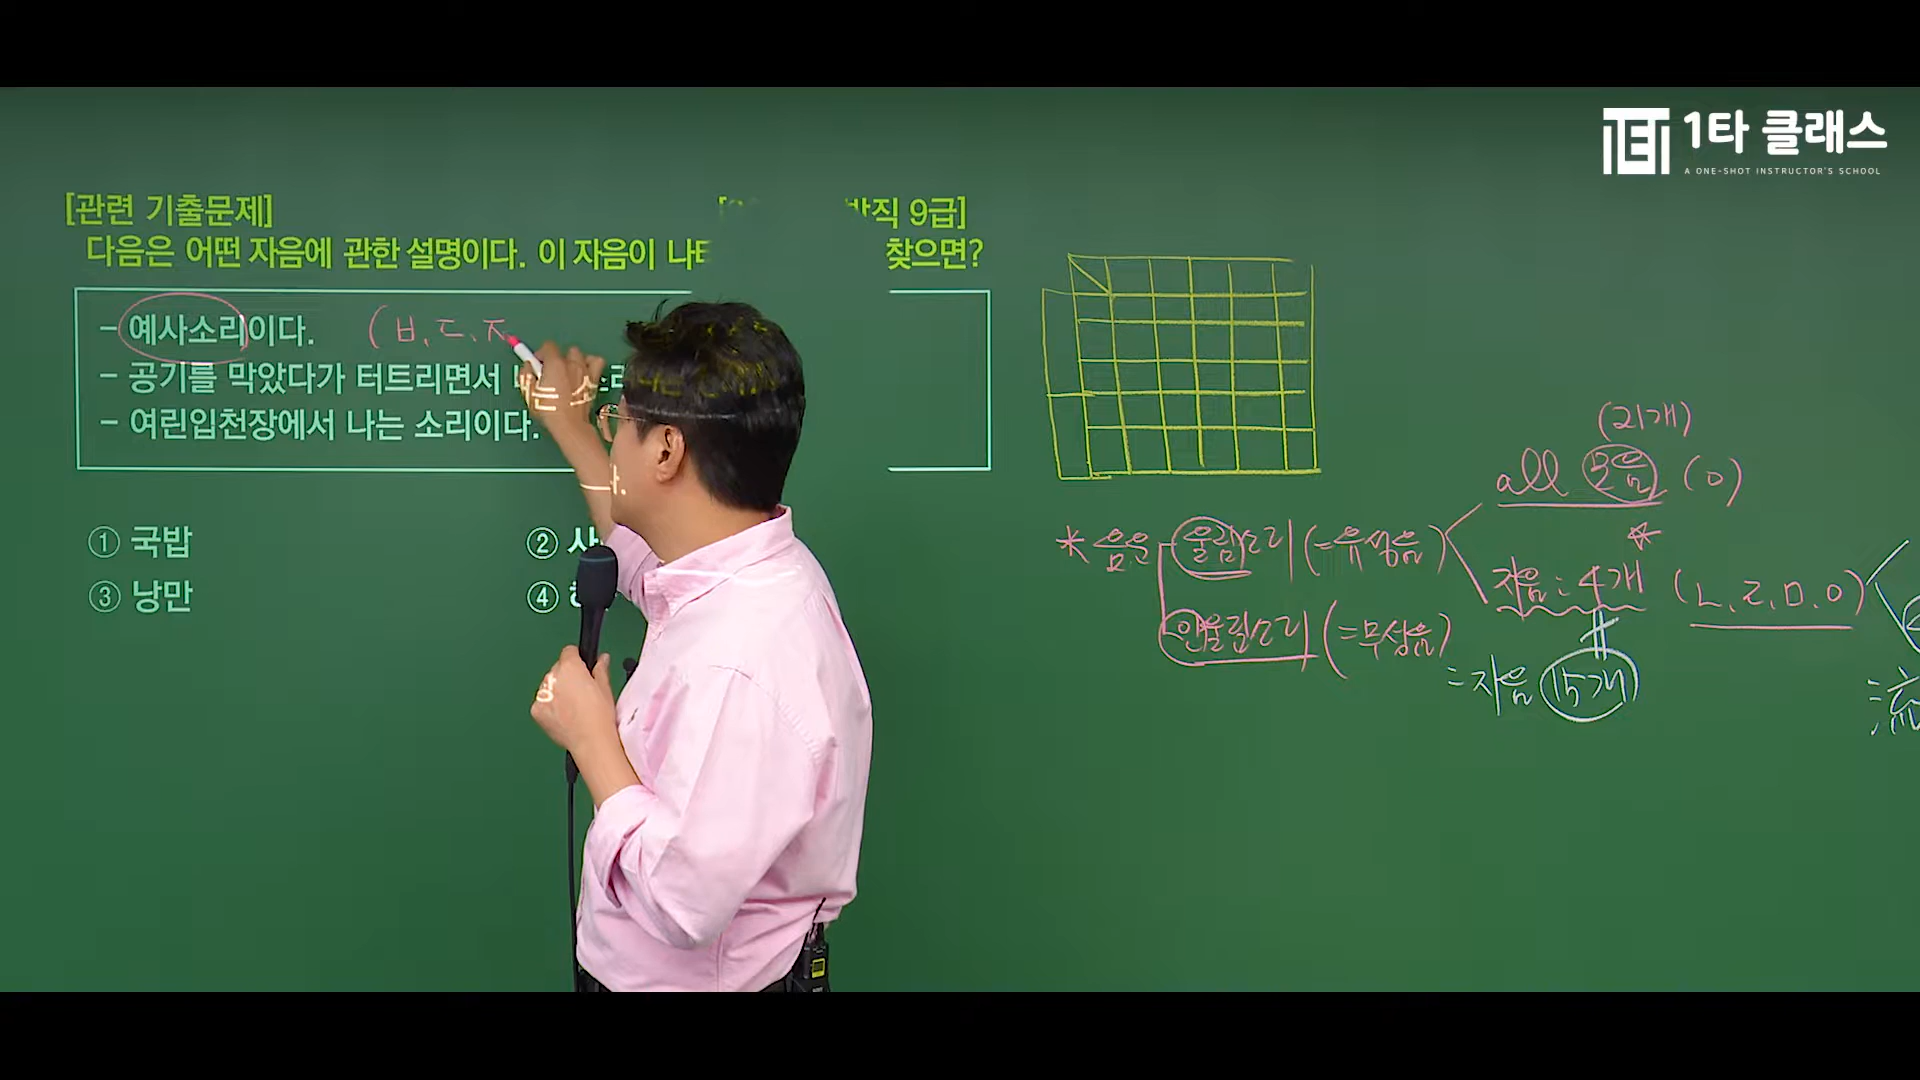 1타 클래스
A ONE-SHOT INSTRUCTOR'S SCHOOL
[관련 기출문제] 직 9급]
다음은 어떤 자음에 관한 설명이다. 이 자음이 찾으면?
- 예사소리이다. (ㅂ, ㄷ, ㅈ
- 공기를 막았다가 터트리면서 내는 소리
- 여린입천장에서 나는 소리이다.
① 국밥 ②
③ 낭만 ④
(21개)
all 모음 (ㅇ)
* 음운 울림소리 (=유성음)
자음: 4개 (ㄴ, ㄹ, ㅁ, ㅇ)
안울림소리 (=무성음)
= 자음 15개